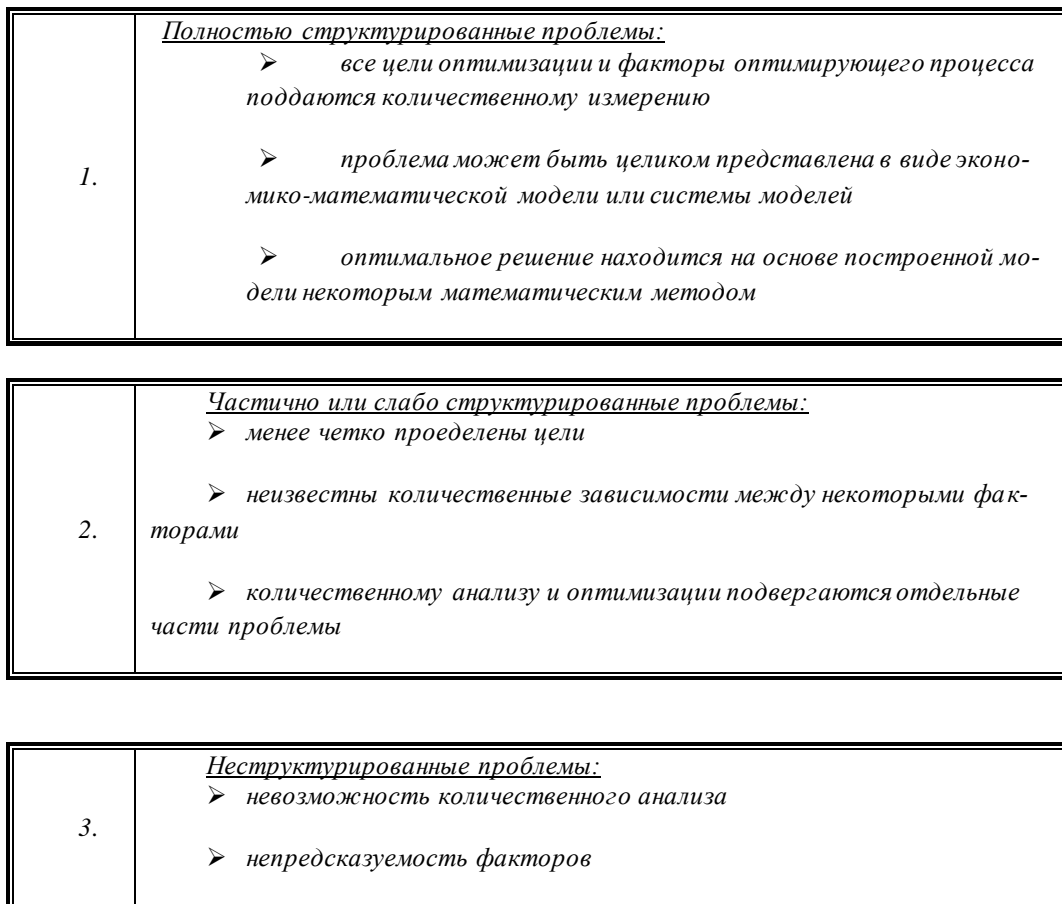 Полностью структурированные проблемы:
➢ все цели оптимизации и факторы оптимирующего процесса
поддаются количественному измерению
1.
➢ проблема может быть целиком представлена в виде эконо-
мико-математической модели или системы моделей
➢ оптимальное решение находится на основе построенной мо-
дели некоторым математическим методом
Частично или слабо структурированные проблемы:
➢ менее четко проеделены цели
➢ неизвестны количественные зависимости между некоторыми фак-
2.
торами
➢ количественному анализу и оптимизации подвергаются отдельные
части проблемы
Неструктурированные проблемы:
➢ невозможность количественного анализа
3.
➢ непредсказуемость факторов